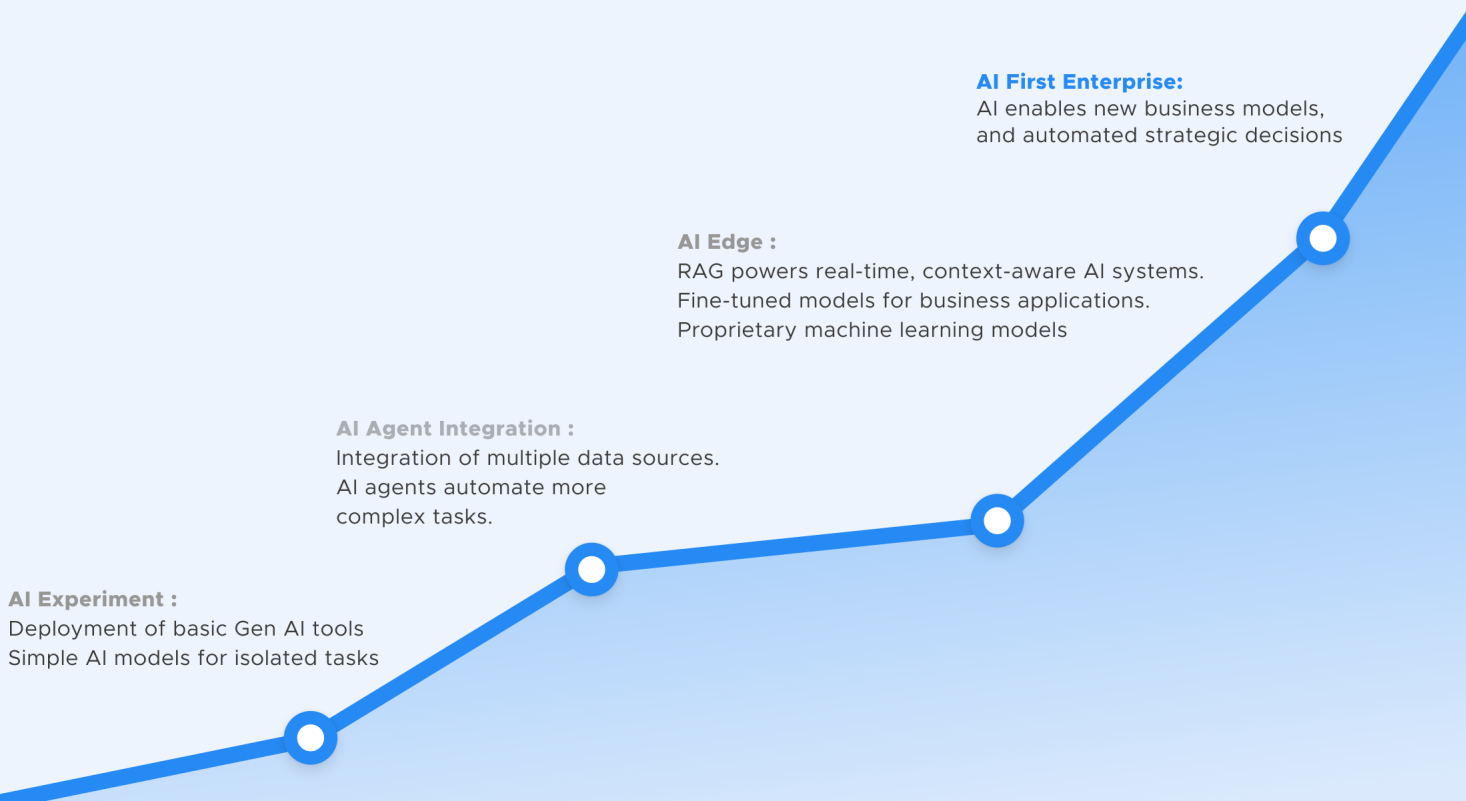 AI First Enterprise:
AI enables new business models,
and automated strategic decisions
AI Edge :
RAG powers real-time, context-aware AI systems.
Fine-tuned models for business applications.
Proprietary machine learning models
AI Agent Integration :
Integration of multiple data sources.
AI agents automate more
complex tasks.
AI Experiment :
Deployment of basic Gen AI tools
Simple AI models for isolated tasks